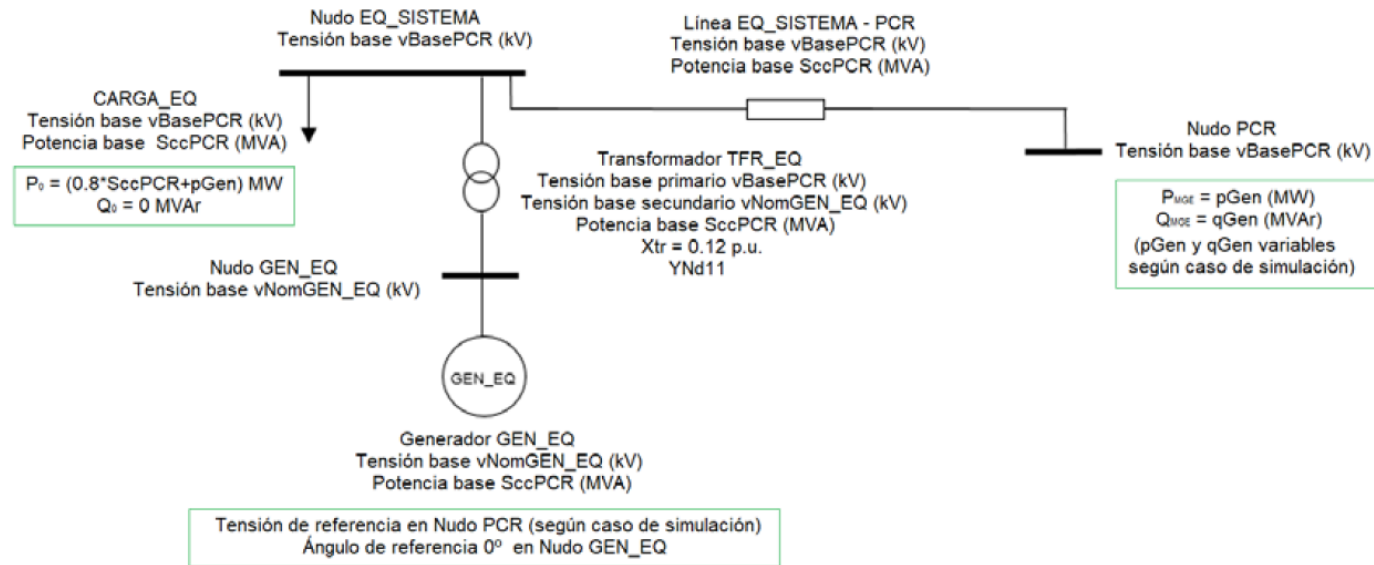 Nudo EQ_SISTEMA
Tensión base vBasePCR (kV)
Línea EQ_SISTEMA - PCR
Tensión base vBasePCR (kV)
Potencia base SccPCR (MVA)
CARGA_EQ
Tensión base vBasePCR (kV)
Potencia base SccPCR (MVA)
P₀ = (0.8*SccPCR+pGen) MW
Q₀ = 0 MVAr
Transformador TFR_EQ
Tensión base primario vBasePCR (kV)
Tensión base secundario vNomGEN_EQ (kV)
Potencia base SccPCR (MVA)
Xtr = 0.12 p.u.
YNd11
Nudo PCR
Tensión base vBasePCR (kV)
PMGE = pGen (MW)
QMGE = qGen (MVAr)
(pGen y qGen variables
según caso de simulación)
Nudo GEN_EQ
Tensión base vNomGEN_EQ (kV)
GEN_EQ
Generador GEN_EQ
Tensión base vNomGEN_EQ (kV)
Potencia base SccPCR (MVA)
Tensión de referencia en Nudo PCR (según caso de simulación)
Ángulo de referencia 0º en Nudo GEN_EQ